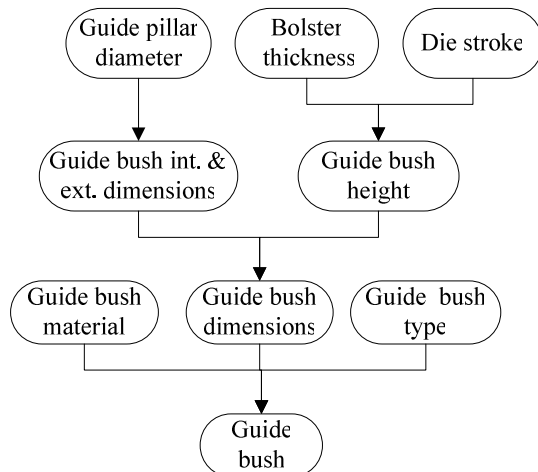 Guide pillar
diameter
Bolster
thickness
Die stroke
Guide bush int. &
ext. dimensions
Guide bush
height
Guide bush
material
Guide bush
dimensions
Guide bush
type
Guide
bush